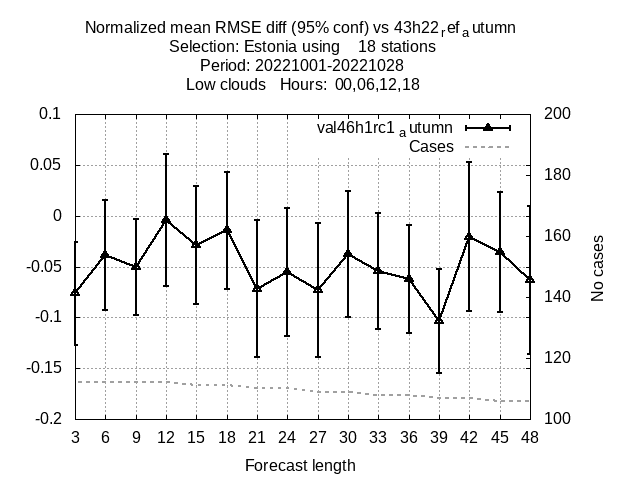 Normalized mean RMSE diff (95% conf) vs 43h22refautumn
Selection: Estonia using 18 stations
Period: 20221001-20221028
Low clouds Hours: 00,06,12,18
val46h1rc1autumn
Cases
0.1
0.05
0
-0.05
-0.1
-0.15
-0.2
200
180
160
140
120
100
No cases
3 6 9 12 15 18 21 24 27 30 33 36 39 42 45 48
Forecast length